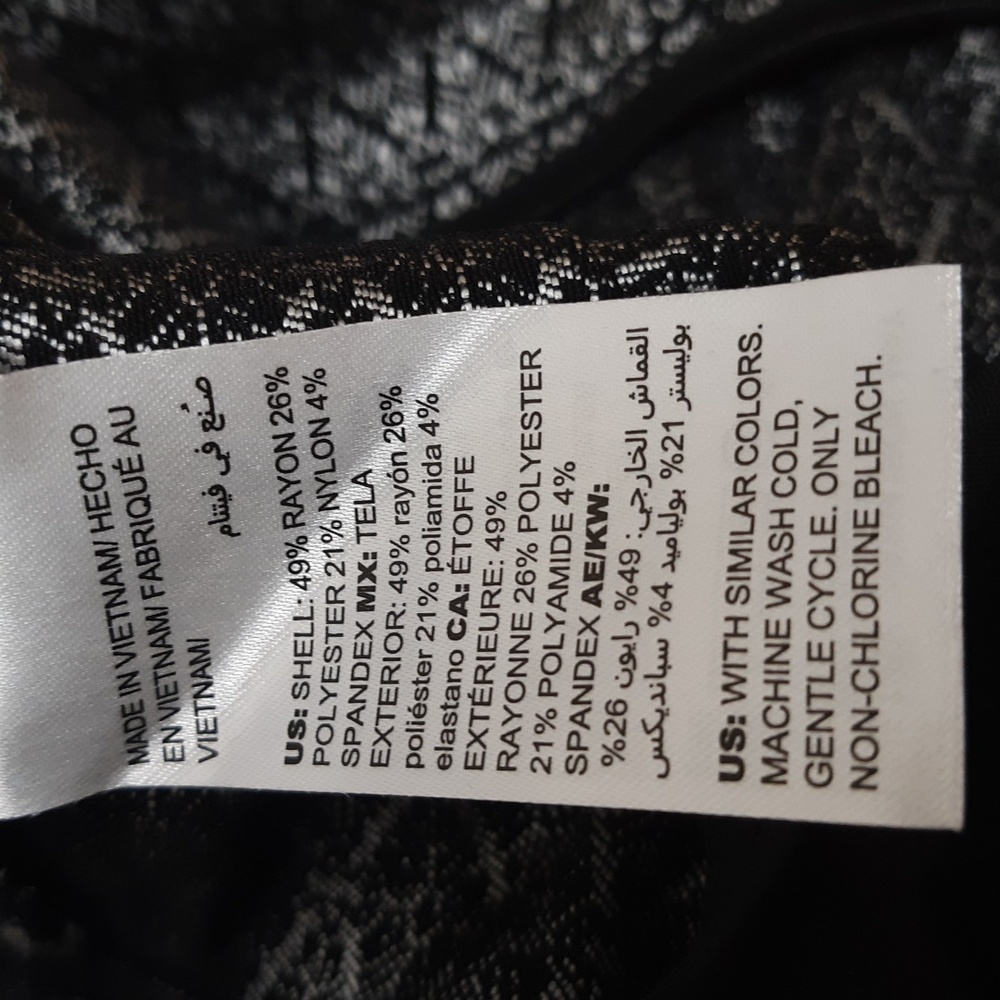 MADE IN VIETNAM/ HECHO
EN VIETNAM/ FABRIQUÉ AU
VIETNAM/
صُنع في فيتنام
US: SHELL: 49% RAYON 26%
POLYESTER 21% NYLON 4%
SPANDEX MX: TELA
EXTERIOR: 49% rayón 26%
poliéster 21% poliamida 4%
elastano CA: ÉTOFFE
EXTÉRIEURE: 49%
RAYONNE 26% POLYESTER
21% POLYAMIDE 4%
SPANDEX AE/KW:
القماش الخارجي: 49% رايون 26%
بوليستر 21% بولياميد 4% سبانديكس
US: WITH SIMILAR COLORS.
MACHINE WASH COLD,
GENTLE CYCLE. ONLY
NON-CHLORINE BLEACH.